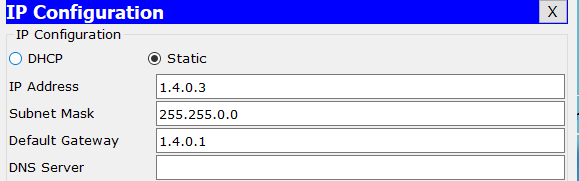 IP Configuration X
IP Configuration
DHCP Static
IP Address 1.4.0.3
Subnet Mask 255.255.0.0
Default Gateway 1.4.0.1
DNS Server